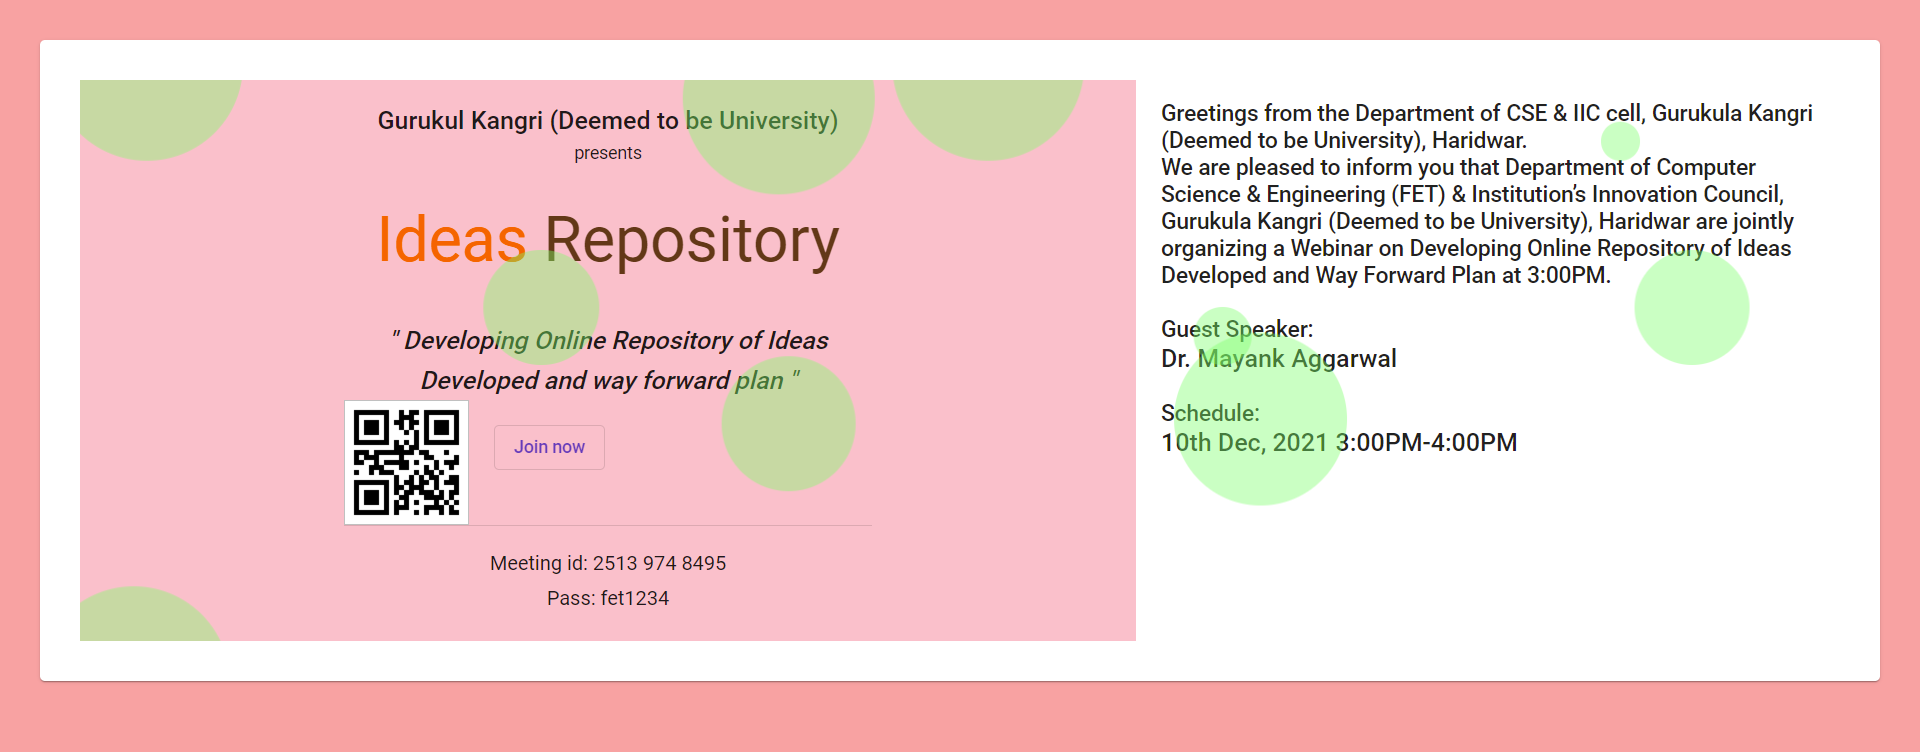 Gurukul Kangri (Deemed to be University)
presents
Ideas Repository
" Developing Online Repository of Ideas
Developed and way forward plan "
Join now
Meeting id: 2513 974 8495
Pass: fet1234
Greetings from the Department of CSE & IIC cell, Gurukula Kangri
(Deemed to be University), Haridwar.
We are pleased to inform you that Department of Computer
Science & Engineering (FET) & Institution’s Innovation Council,
Gurukula Kangri (Deemed to be University), Haridwar are jointly
organizing a Webinar on Developing Online Repository of Ideas
Developed and Way Forward Plan at 3:00PM.
Guest Speaker:
Dr. Mayank Aggarwal
Schedule:
10th Dec, 2021 3:00PM-4:00PM